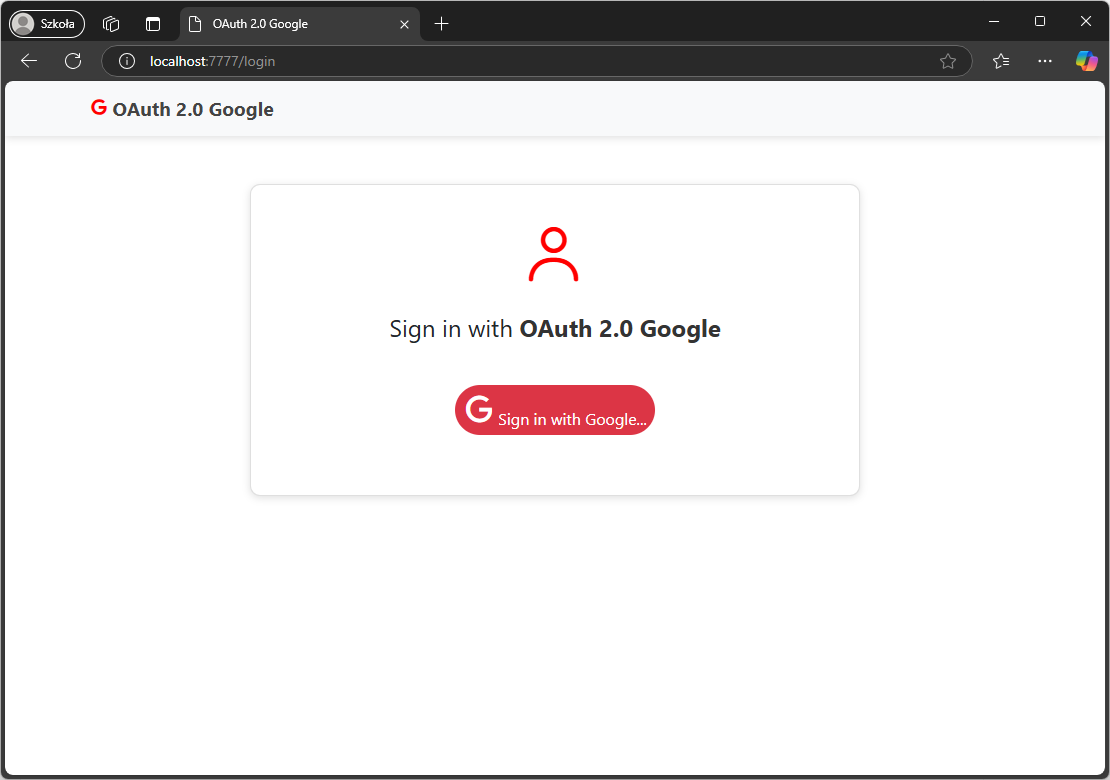 Szkoła
OAuth 2.0 Google
localhost:7777/login
G OAuth 2.0 Google
Sign in with OAuth 2.0 Google
G Sign in with Google...